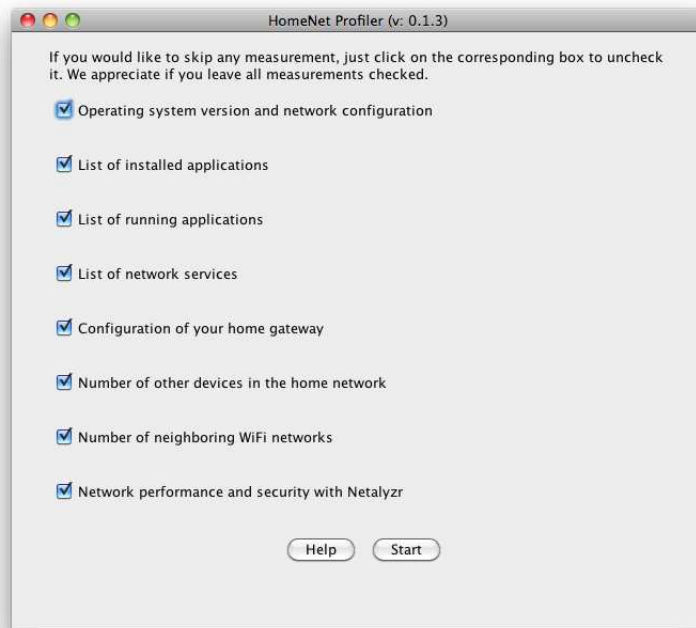 HomeNet Profiler (v: 0.1.3)
If you would like to skip any measurement, just click on the corresponding box to uncheck
it. We appreciate if you leave all measurements checked.
Operating system version and network configuration
List of installed applications
List of running applications
List of network services
Configuration of your home gateway
Number of other devices in the home network
Number of neighboring WiFi networks
Network performance and security with Netalyzr
Help Start